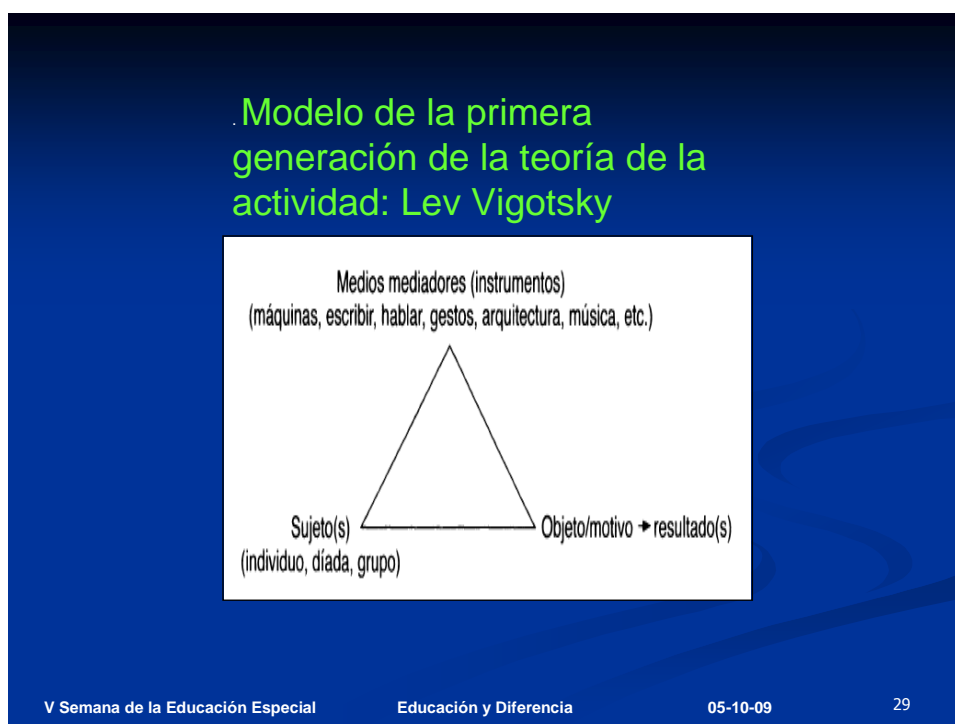 . Modelo de la primera
generación de la teoría de la
actividad: Lev Vigotsky
Medios mediadores (instrumentos)
(máquinas, escribir, hablar, gestos, arquitectura, música, etc.)
Sujeto(s)
(individuo, díada, grupo)
Objeto/motivo → resultado(s)
V Semana de la Educación Especial
Educación y Diferencia
05-10-09
29